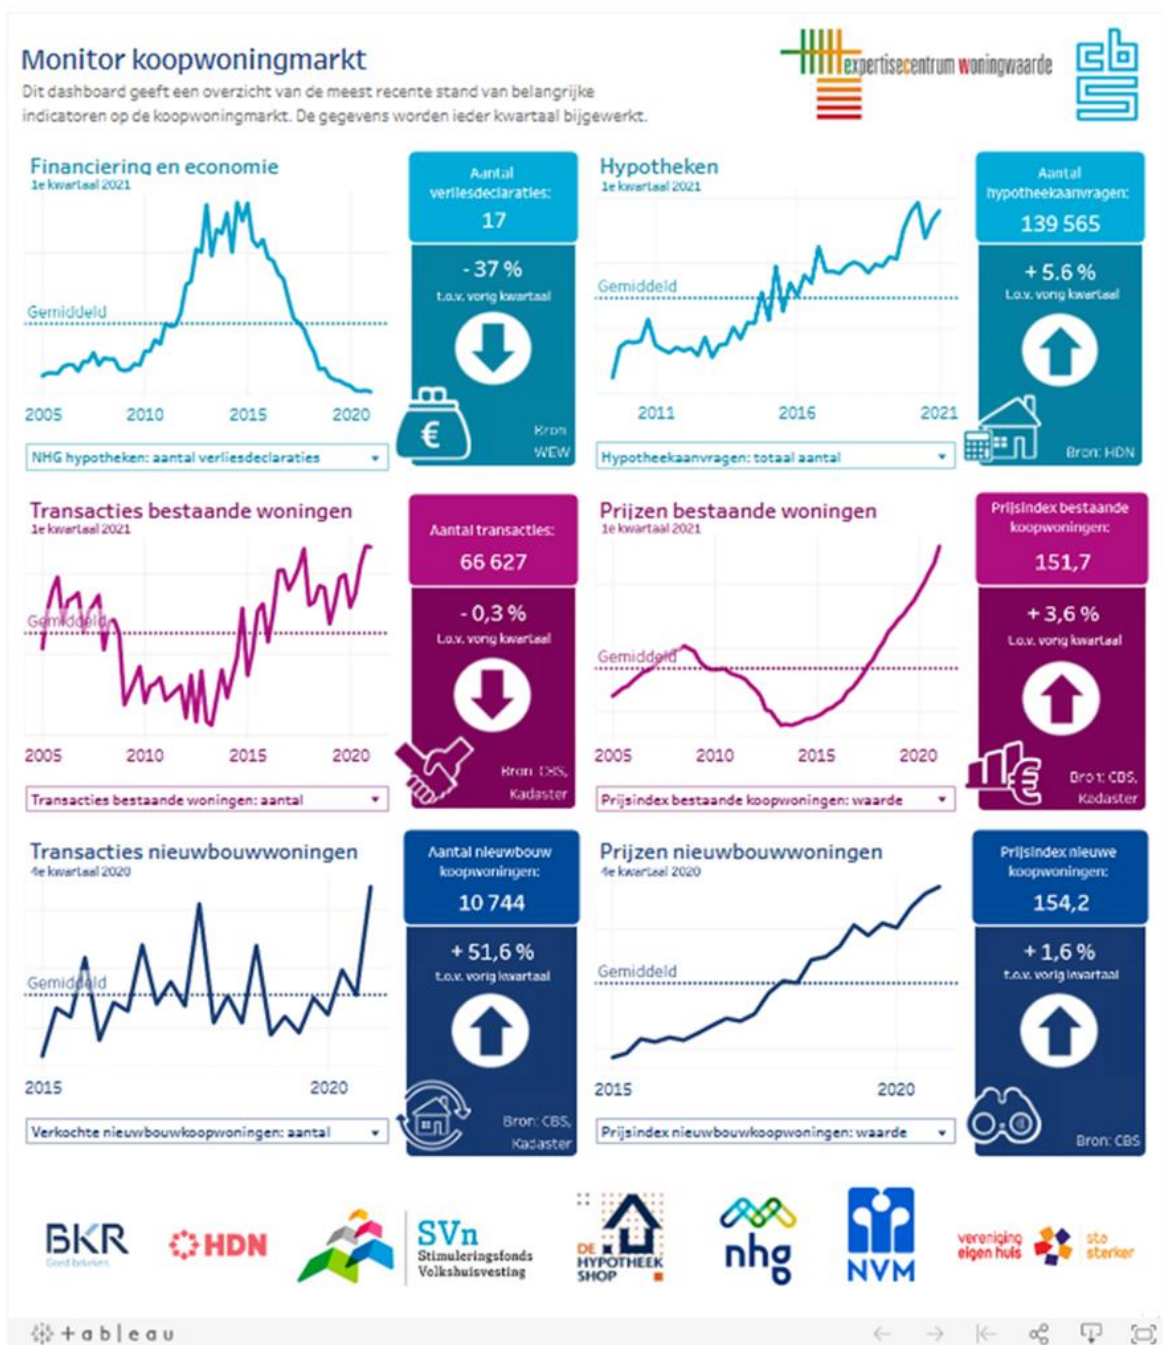 Monitor koopwoningmarkt
Dit dashboard geeft een overzicht van de meest recente stand van belangrijke
indicatoren op de koopwoningmarkt. De gegevens worden ieder kwartaal bijgewerkt.
expertisecentrum woningwaarde
cbs
Financiering en economie
1e kwartaal 2021
Gemiddeld
2005 2010 2015 2020
NHG hypotheken: aantal verliesdeclaraties
Aantal
verliesdeclaraties:
17
- 37 %
t.o.v. vorig kwartaal
€
Bron
WEW
Hypotheken
1e kwartaal 2021
Gemiddeld
2011 2016 2021
Hypotheekaanvragen: totaal aantal
Aantal
hypotheekaanvragen:
139 565
+ 5.6 %
t.o.v. vorig kwartaal
Bron: HDN
Transacties bestaande woningen
1e kwartaal 2021
Gemiddeld
2005 2010 2015 2020
Transacties bestaande woningen: aantal
Aantal transacties:
66 627
- 0,3 %
t.o.v. vorig kwartaal
Bron: CBS,
Kadaster
Prijzen bestaande woningen
1e kwartaal 2021
Gemiddeld
2005 2010 2015 2020
Prijsindex bestaande koopwoningen: waarde
Prijsindex bestaande
koopwoningen:
151,7
+ 3,6 %
t.o.v. vorig kwartaal
€
Bron: CBS,
Kadaster
Transacties nieuwbouwwoningen
4e kwartaal 2020
Gemiddeld
2015 2020
Verkochte nieuwbouwkoopwoningen: aantal
Aantal nieuwbouw
koopwoningen:
10 744
+ 51,6 %
t.o.v. vorig kwartaal
Bron: CBS,
Kadaster
Prijzen nieuwbouwwoningen
4e kwartaal 2020
Gemiddeld
2015 2020
Prijsindex nieuwbouwkoopwoningen: waarde
Prijsindex nieuwe
koopwoningen:
154,2
+ 1,6 %
t.o.v. vorig kwartaal
Bron: CBS
BKR
Goed bekeken
HDN
SVn
Stimuleringsfonds
Volkshuisvesting
DE
HYPOTHEEK
SHOP
nhg
NVM
vereniging
eigen huis
sta
sterker
+ a b l e a u